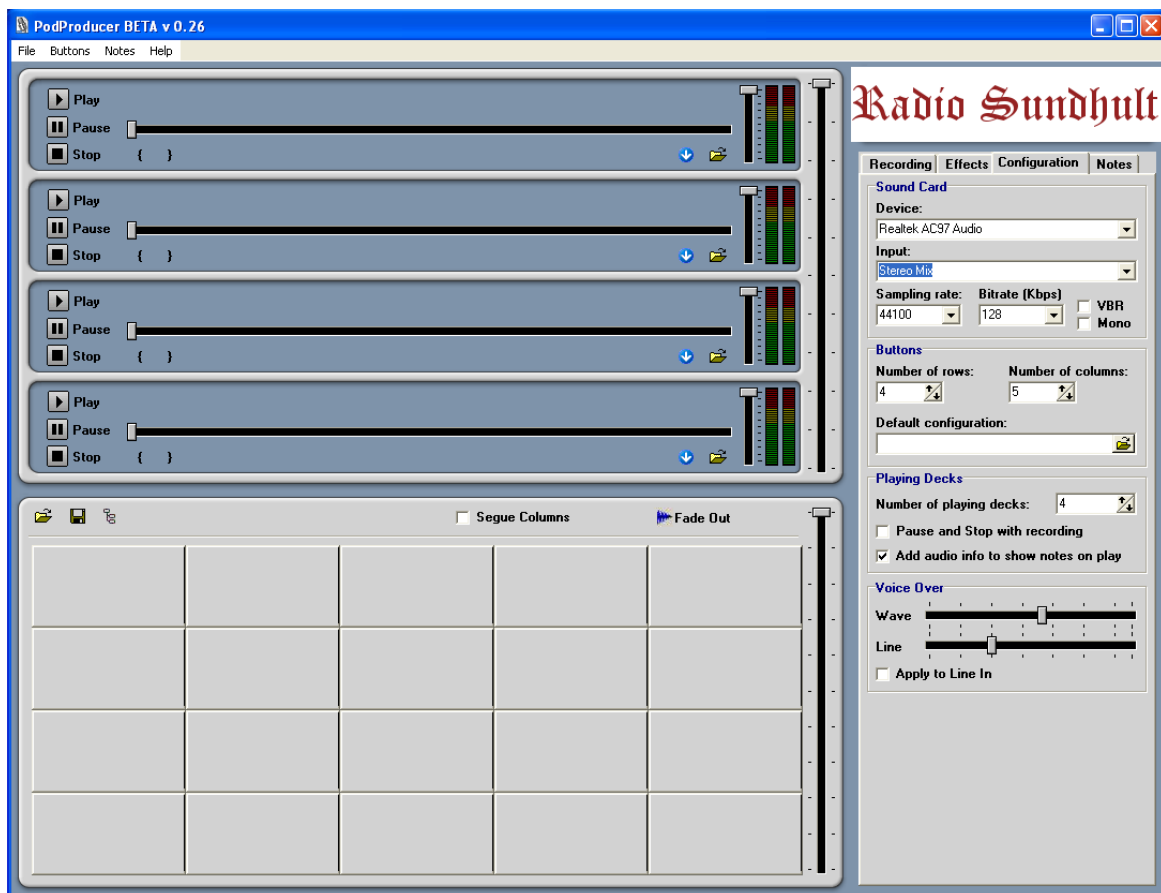 PodProducer BETA v 0.26
File Buttons Notes Help
Play
Pause
Stop { }
Play
Pause
Stop { }
Play
Pause
Stop { }
Play
Pause
Stop { }
Segue Columns Fade Out
Radio Sundhult
Recording Effects Configuration Notes
Sound Card
Device:
Realtek AC97 Audio
Input:
Stereo Mix
Sampling rate: Bitrate (Kbps) VBR
44100 128 Mono
Buttons
Number of rows: Number of columns:
4 5
Default configuration:
Playing Decks
Number of playing decks: 4
Pause and Stop with recording
Add audio info to show notes on play
Voice Over
Wave
Line
Apply to Line In